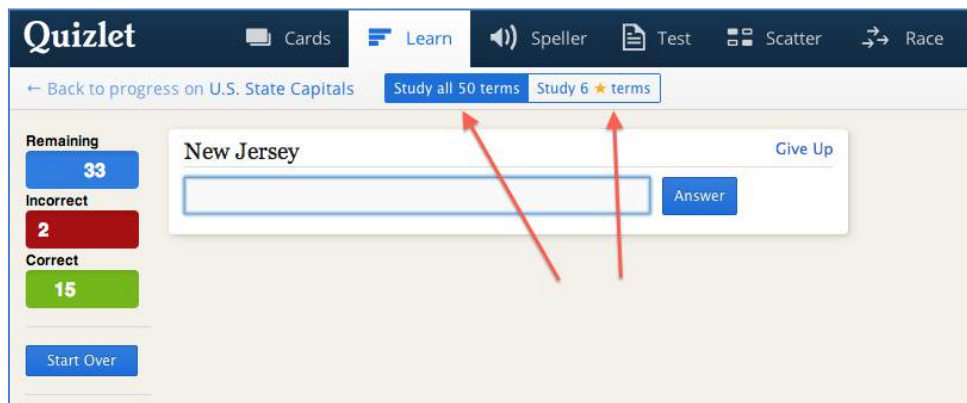 Quizlet Cards Learn Speller Test Scatter Race
← Back to progress on U.S. State Capitals Study all 50 terms Study 6 ★ terms
Remaining
33
Incorrect
2
Correct
15
Start Over
New Jersey Give Up
Answer